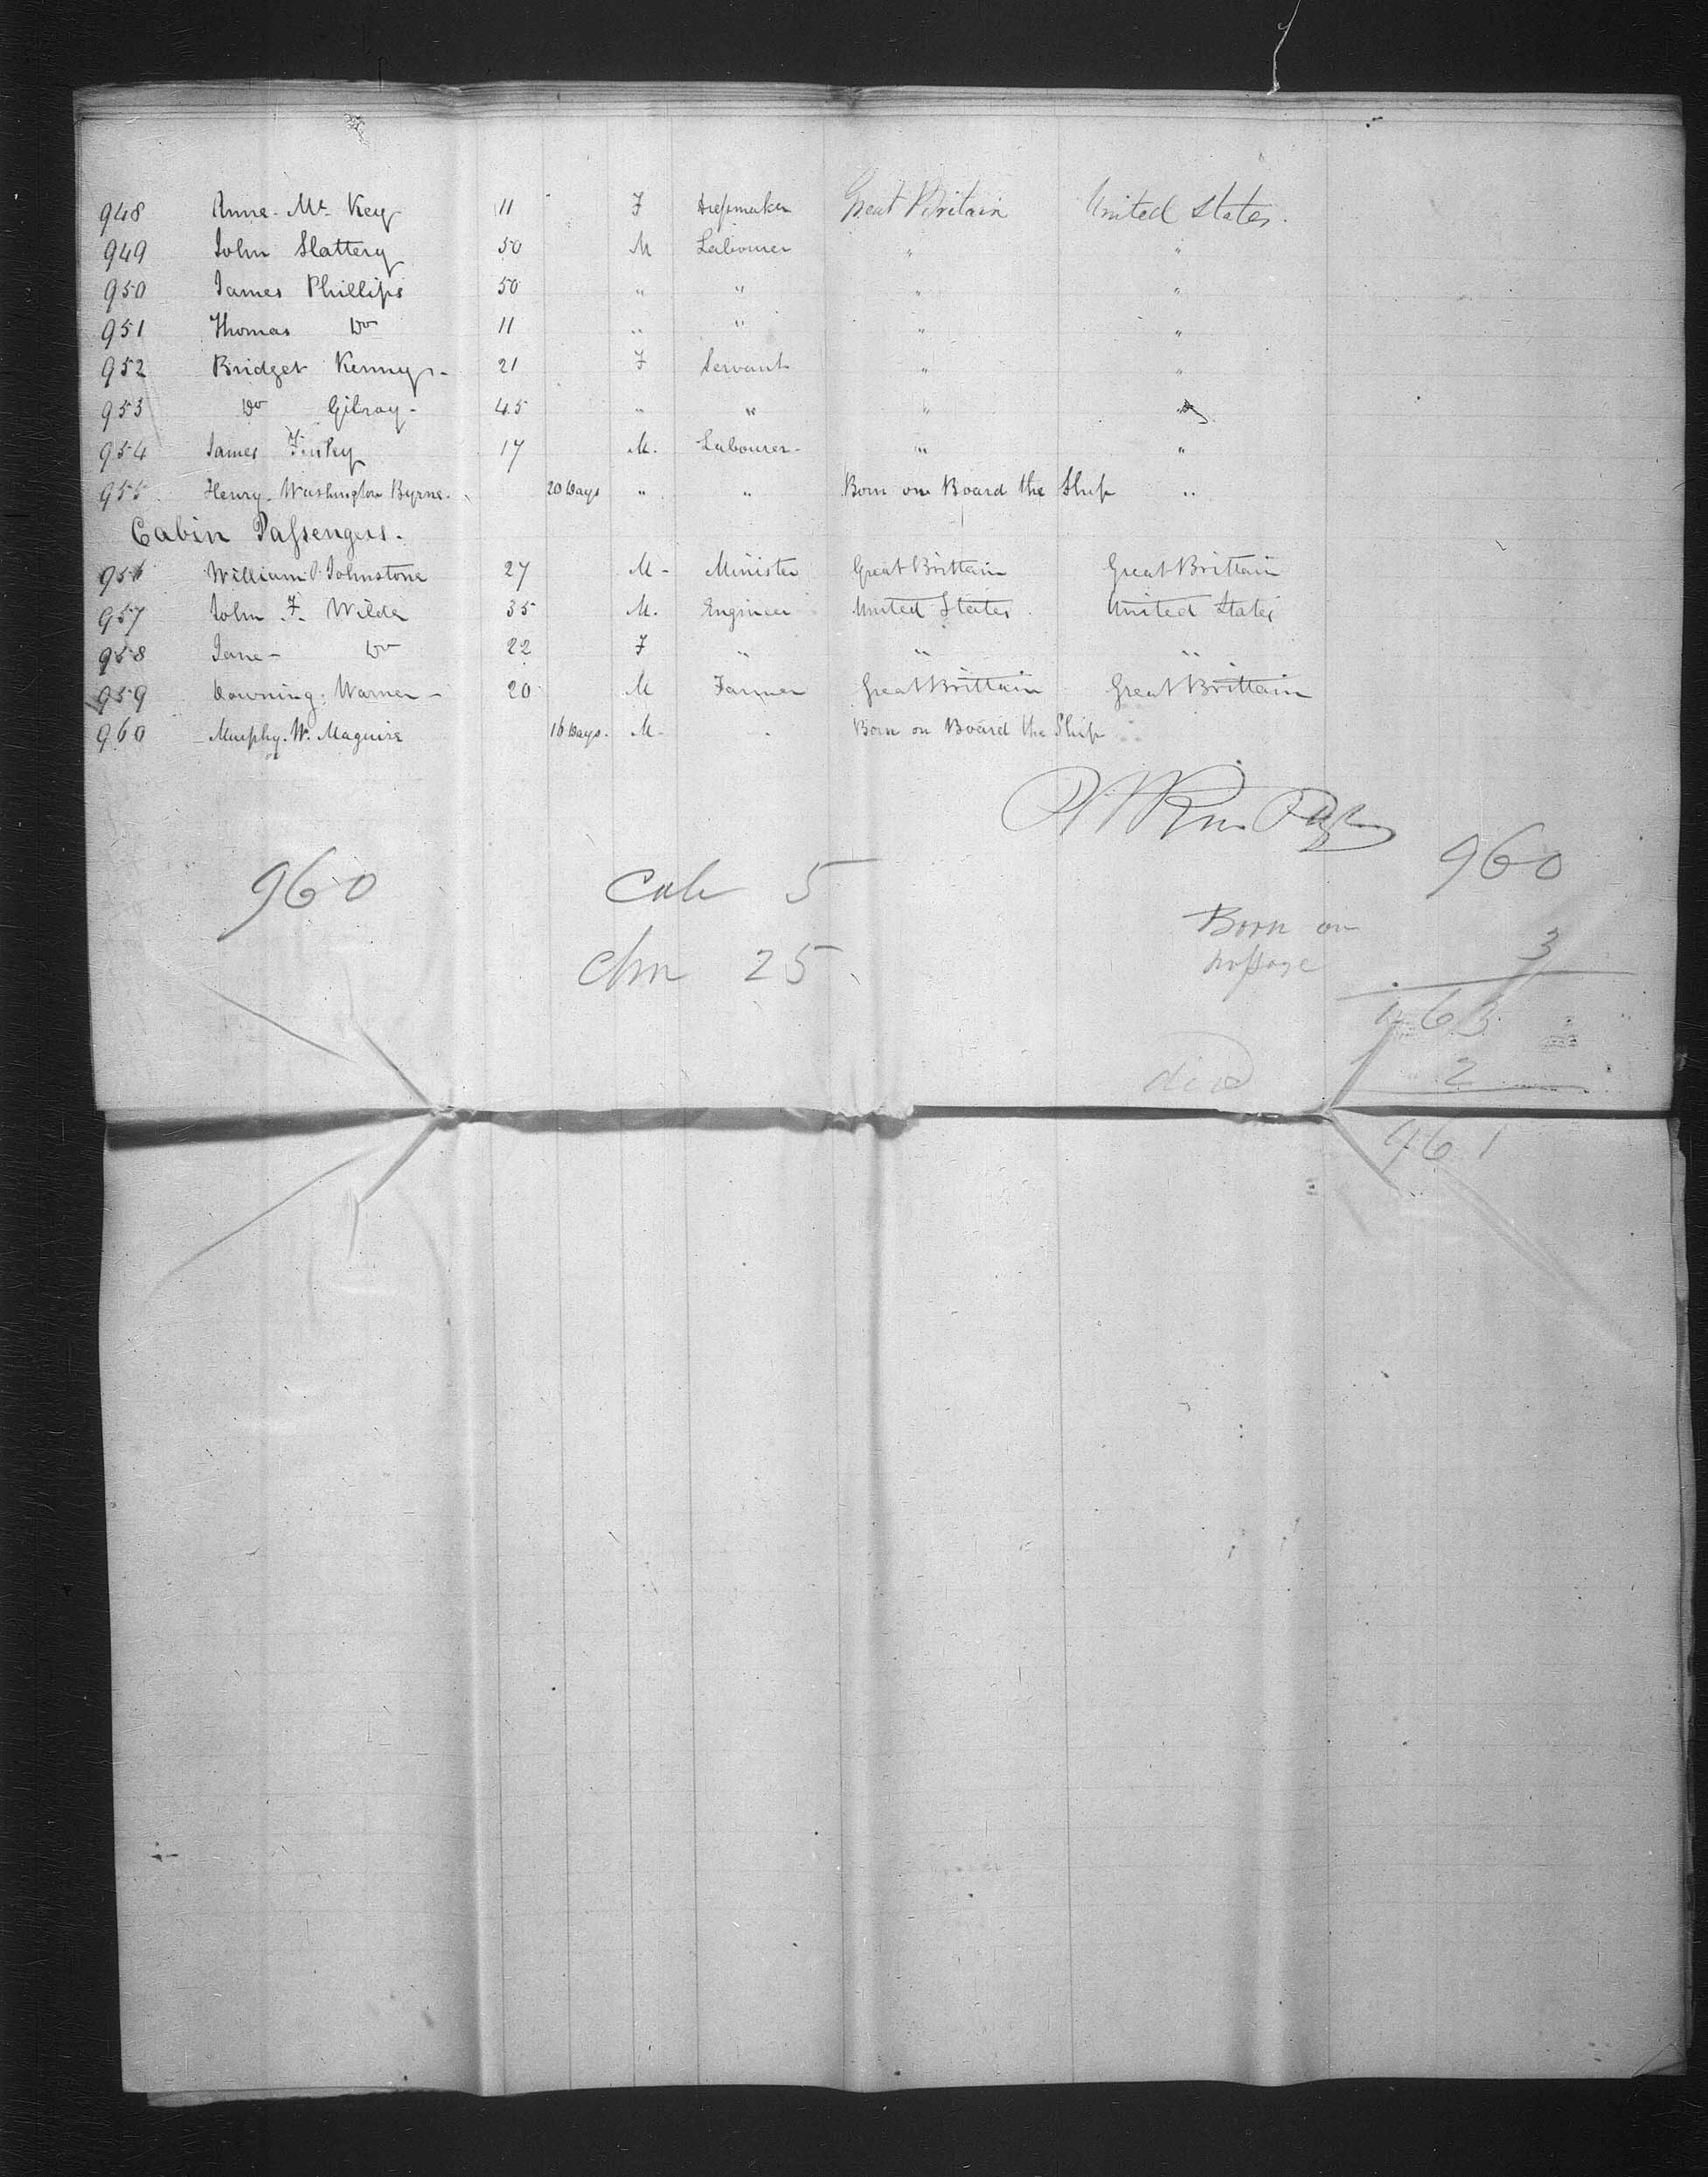 948 Anne Mc Key 11 F Dressmaker Great Britain United States.
949 John Slattery 50 M Labourer " "
950 James Phillips 50 " " " "
951 Thomas Do 11 " " " "
952 Bridget Kenny 21 F Servant " "
953 Do Gilroy 45 " " " "
954 James 17 M. Labourer " "
955 Henry Washington Byrne 20 Days " " Born on Board the Ship "
Cabin Passengers.
956 William Johnstone 27 M Minister Great Brittain Great Brittain
957 John F. Wilde 35 M. Engineer United States United States
958 Jane Do 22 F " " "
959 Downing Warner 20 M Farmer Great Brittain Great Brittain
960 Murphy W. Maguire 16 Days. M Born on Board the Ship
960 Cab 5 960
Born on passage 3
Chn 25
963
died 2
961